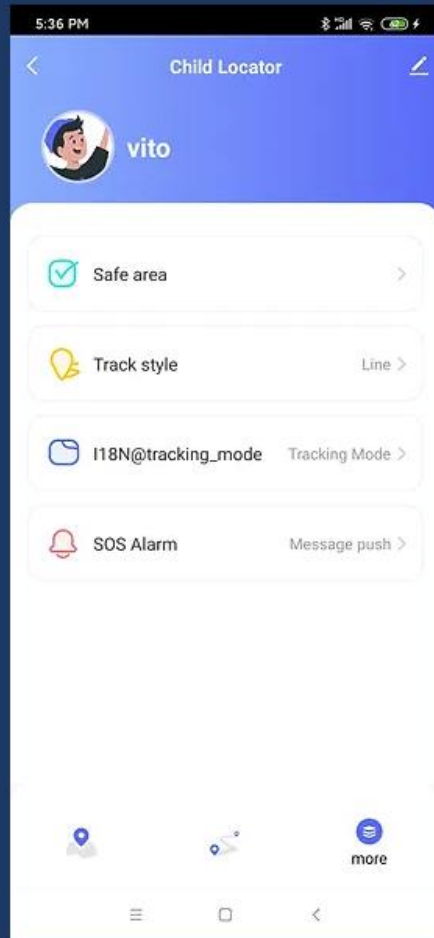 5:36 PM
62
Child Locator
vito
Safe area
Track style
Line
I18N@tracking_mode
Tracking Mode
SOS Alarm
Message push
more